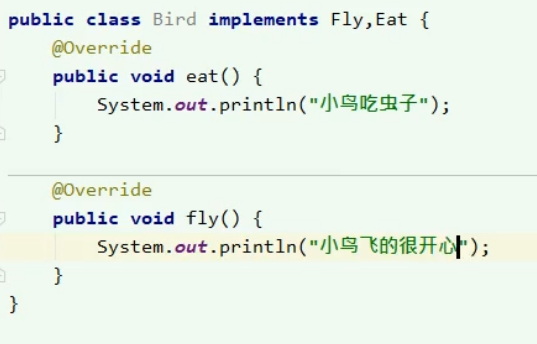 public class Bird implements Fly,Eat {
    @Override
    public void eat() {
        System.out.println("小鸟吃虫子");
    }
    @Override
    public void fly() {
        System.out.println("小鸟飞的很开心");
    }
}